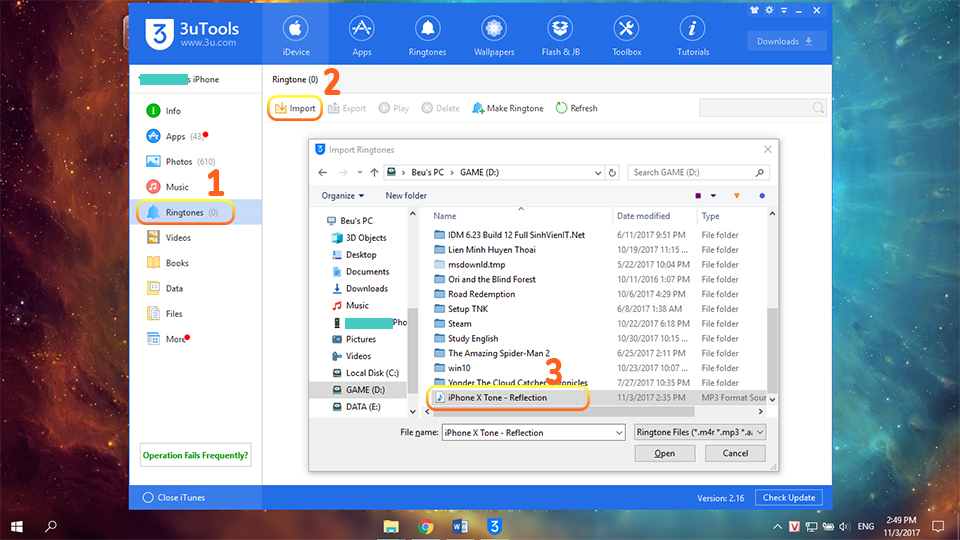 3 3uTools
www.3u.com
iDevice
Apps
Ringtones
Wallpapers
Flash & JB
Toolbox
Tutorials
Downloads
s iPhone
Ringtone (0)
2
Import
Export
Play
Delete
Make Ringtone
Refresh
Info
Apps (43)
Photos (610)
Music
1
Ringtones (0)
Videos
Books
Data
Files
More
Import Ringtones
Beu's PC > GAME (D:)
Search GAME (D:)
Organize
New folder
Beu's PC
3D Objects
Desktop
Documents
Downloads
Music
Pho
Pictures
Videos
Local Disk (C:)
GAME (D:)
DATA (E:)
Name Date modified Type
IDM 6.23 Build 12 Full SinhVienIT.Net 6/11/2017 9:51 PM File folder
Lien Minh Huyen Thoai 10/19/2017 11:15 ... File folder
msdownld.tmp 5/22/2017 10:04 PM File folder
Ori and the Blind Forest 10/11/2016 1:07 PM File folder
Road Redemption 10/6/2017 4:29 PM File folder
Setup TNK 6/8/2017 1:38 AM File folder
Steam 10/22/2017 6:18 PM File folder
Study English 10/30/2017 10:15 ... File folder
The Amazing Spider-Man 2 6/25/2017 2:11 PM File folder
win10 10/23/2017 10:07 ... File folder
Yonder The Cloud Catcher Chronicles 7/27/2017 10:35 PM File folder
3
iPhone X Tone - Reflection 11/3/2017 2:35 PM MP3 Format Sour
File name: iPhone X Tone - Reflection
Ringtone Files (*.m4r *.mp3 *.a
Open
Cancel
Operation Fails Frequently?
Close iTunes
Version: 2.16
Check Update
W
3
V
ENG
2:49 PM
11/3/2017